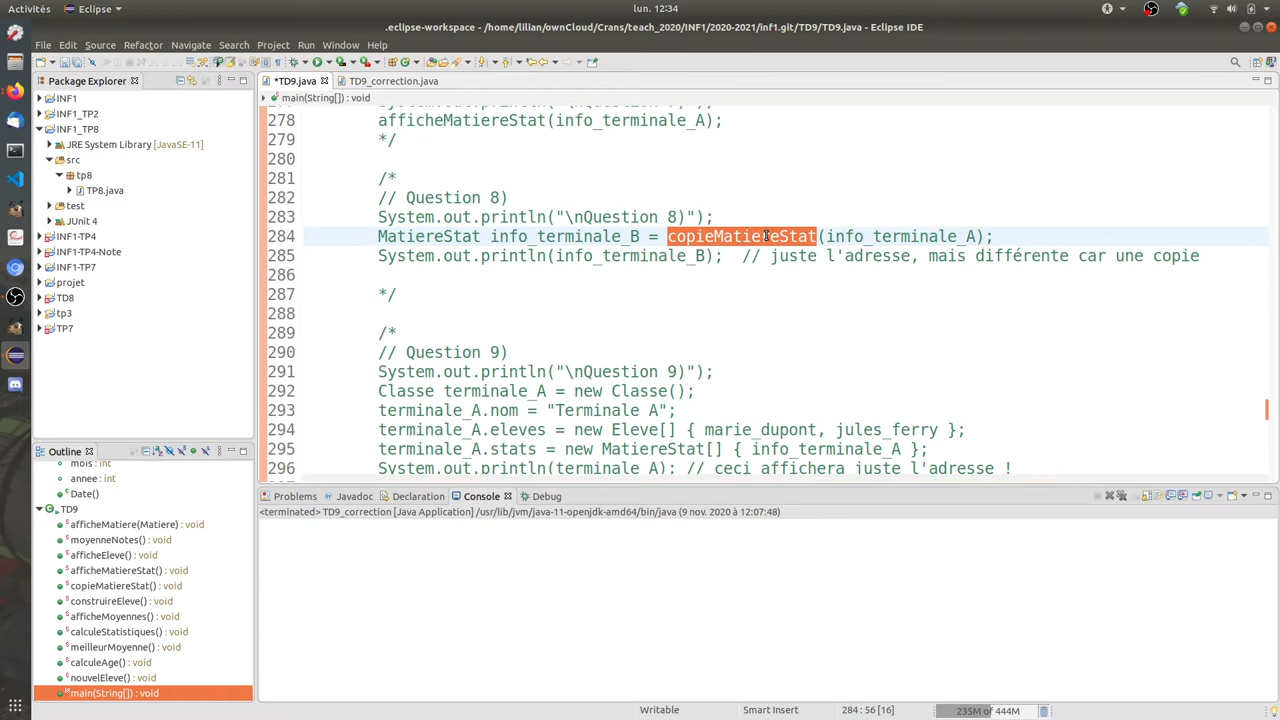 Activités
Eclipse
lun. 12:34
.eclipse-workspace - /home/lilian/ownCloud/Crans/teach_2020/INF1/2020-2021/inf1.git/TD9/TD9.java - Eclipse IDE
File Edit Source Refactor Navigate Search Project Run Window Help
Package Explorer
INF1
INF1_TP2
INF1_TP8
JRE System Library [JavaSE-11]
src
tp8
TP8.java
test
JUnit 4
INF1-TP4
INF1-TP4-Note
INF1-TP7
projet
TD8
tp3
TP7
*TD9.java
TD9_correction.java
main(String[]) : void
278 afficheMatiereStat(info_terminale_A);
279 */
280
281 /*
282 // Question 8)
283 System.out.println("\nQuestion 8)");
284 MatiereStat info_terminale_B = copieMatiereStat(info_terminale_A);
285 System.out.println(info_terminale_B);  // juste l'adresse, mais différente car une copie
286
287 */
288
289 /*
290 // Question 9)
291 System.out.println("\nQuestion 9)");
292 Classe terminale_A = new Classe();
293 terminale_A.nom = "Terminale A";
294 terminale_A.eleves = new Eleve[] { marie_dupont, jules_ferry };
295 terminale_A.stats = new MatiereStat[] { info_terminale_A };
296 System.out.println(terminale_A); // ceci affichera juste l'adresse !
Outline
mois: int
annee : int
Date()
TD9
afficheMatiere(Matiere) : void
moyenneNotes() : void
afficheEleve() : void
afficheMatiereStat() : void
copieMatiereStat() : void
construireEleve() : void
afficheMoyennes() : void
calculeStatistiques() : void
meilleurMoyenne() : void
calculeAge() : void
nouvelEleve() : void
main(String[]) : void
Problems
Javadoc
Declaration
Console
Debug
<terminated> TD9_correction [Java Application] /usr/lib/jvm/java-11-openjdk-amd64/bin/java (9 nov. 2020 à 12:07:48)
Writable
Smart Insert
284 : 56 [16]
235M of 444M